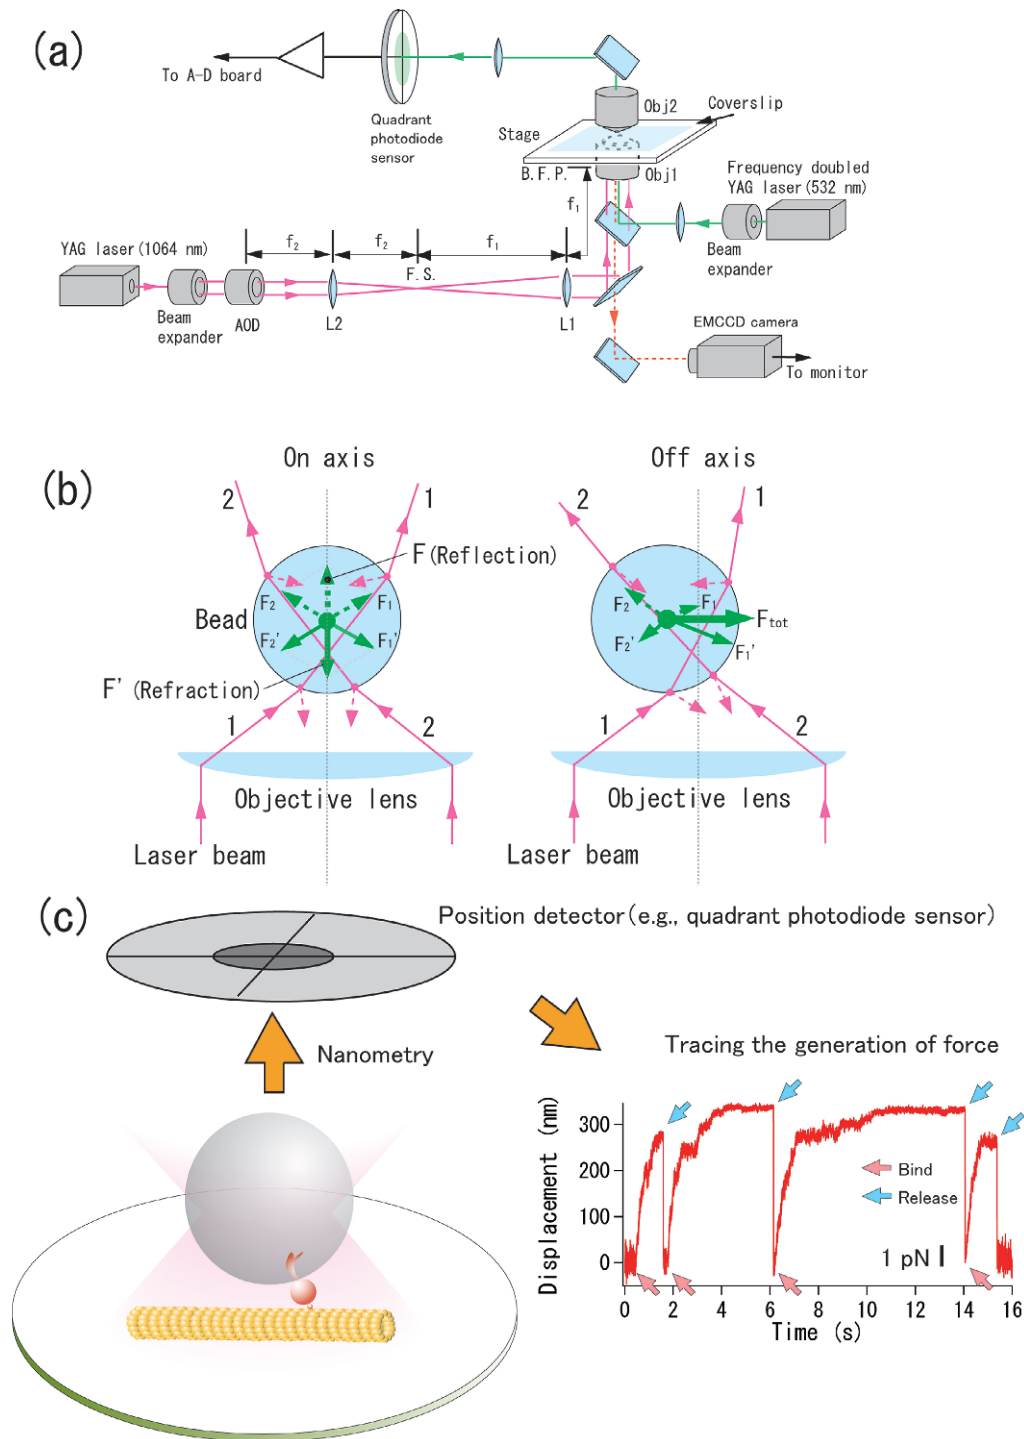 (a)
To A-D board
Quadrant
photodiode
sensor
Obj2
Coverslip
Stage
B.F.P.
Obj1
Frequency doubled
YAG laser(532 nm)
f₁
Beam
expander
YAG laser(1064 nm)
f₂
f₂
f₁
F.S.
Beam
expander
AOD
L2
L1
EMCCD camera
To monitor
(b)
On axis
Off axis
2
1
2
1
F(Reflection)
F₂
F₁
Bead
F₂'
F₁'
F'(Refraction)
1
2
Objective lens
Laser beam
F₂
F₁
Ftot
F₂'
F₁'
1
2
Objective lens
Laser beam
(c)
Position detector(e.g., quadrant photodiode sensor)
Nanometry
Tracing the generation of force
Displacement (nm)
300
200
100
0
Bind
Release
1 pN
0 2 4 6 8 10 12 14 16
Time (s)